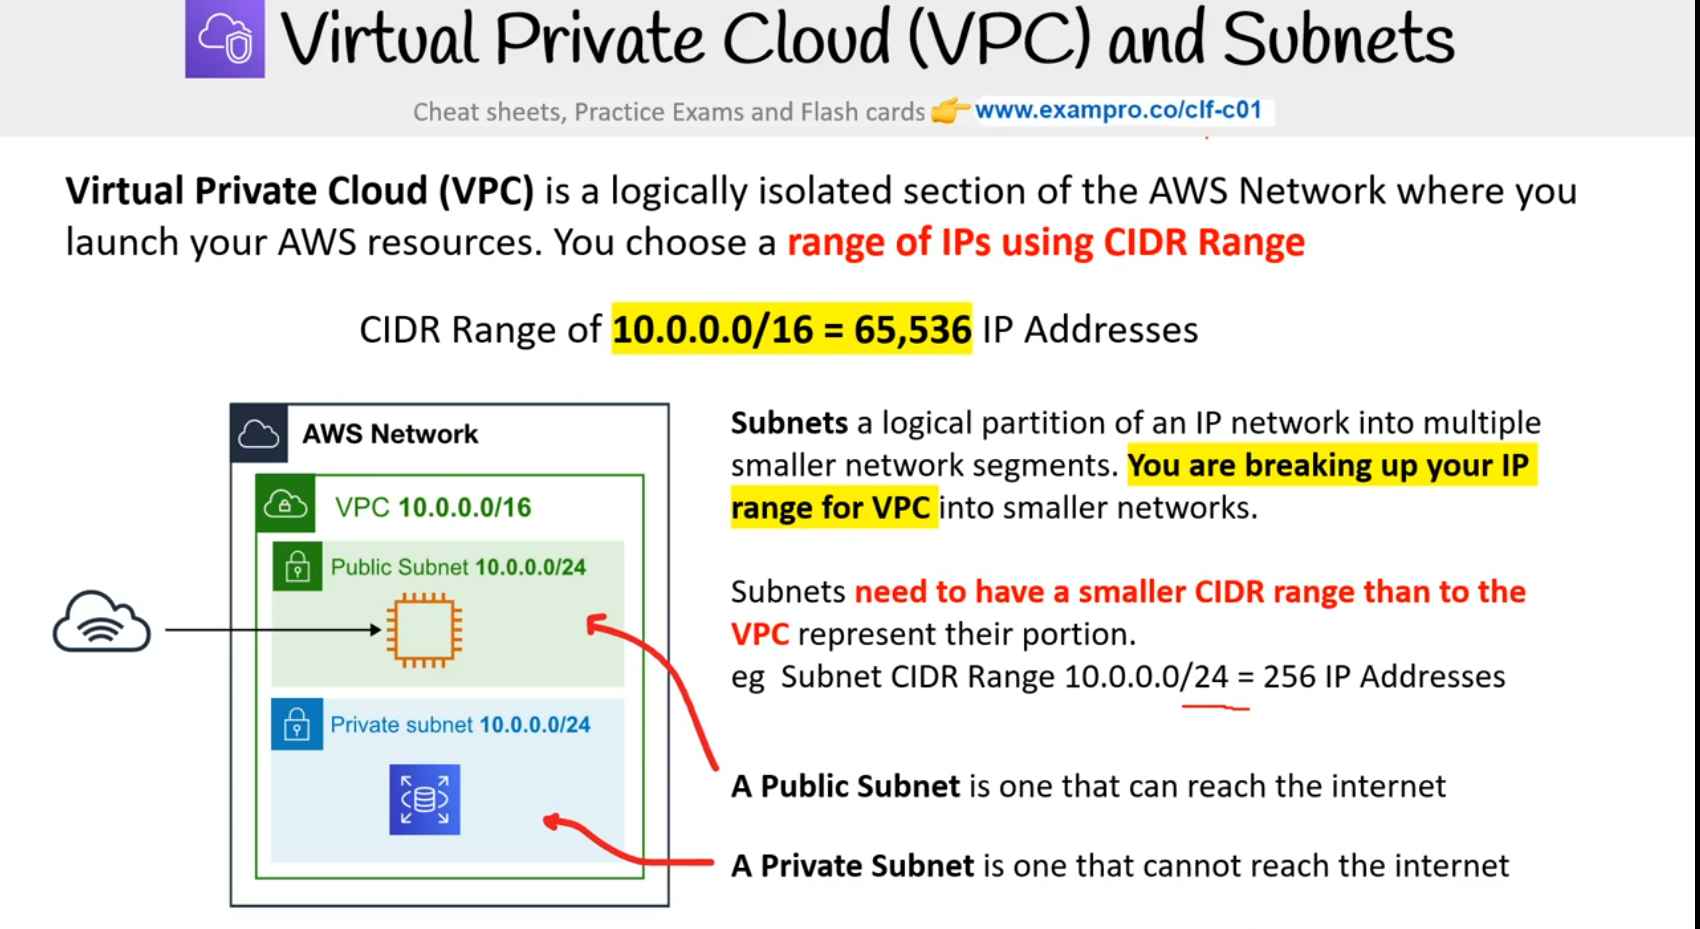 Virtual Private Cloud (VPC) and Subnets
Cheat sheets, Practice Exams and Flash cards 👉 www.exampro.co/clf-c01
Virtual Private Cloud (VPC) is a logically isolated section of the AWS Network where you
launch your AWS resources. You choose a range of IPs using CIDR Range
CIDR Range of 10.0.0.0/16 = 65,536 IP Addresses
AWS Network
VPC 10.0.0.0/16
Public Subnet 10.0.0.0/24
Private subnet 10.0.0.0/24
Subnets a logical partition of an IP network into multiple
smaller network segments. You are breaking up your IP
range for VPC into smaller networks.
Subnets need to have a smaller CIDR range than to the
VPC represent their portion.
eg Subnet CIDR Range 10.0.0.0/24 = 256 IP Addresses
A Public Subnet is one that can reach the internet
A Private Subnet is one that cannot reach the internet